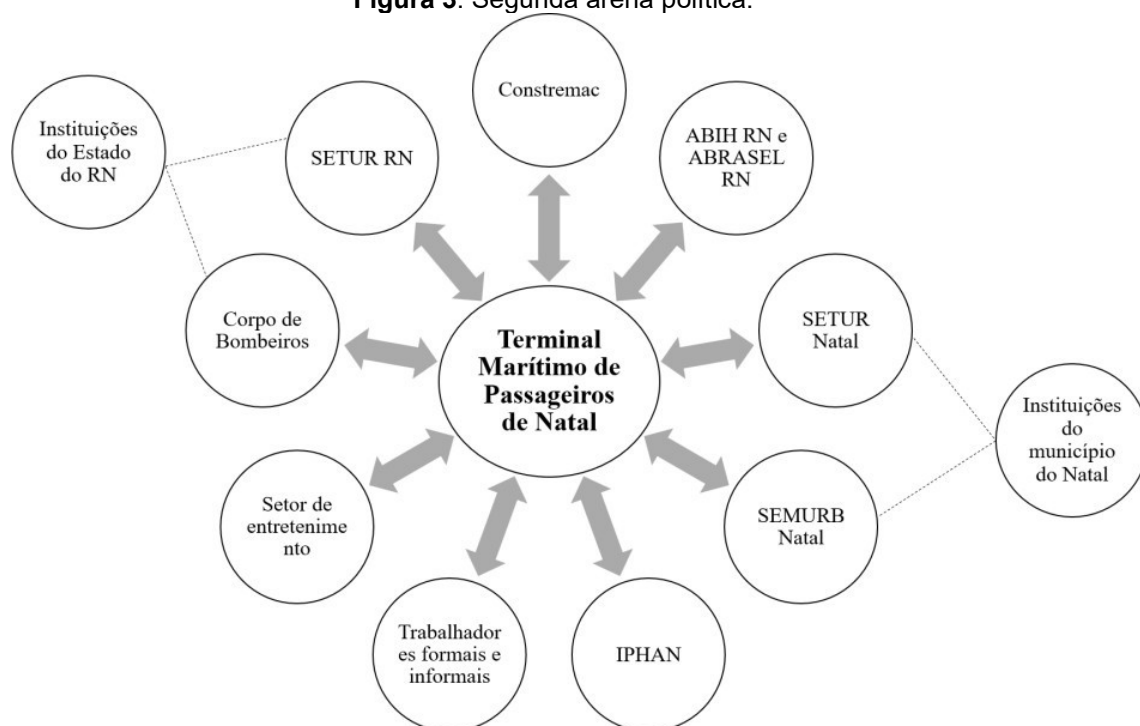 Figura 3. Segunda arena política.
Constremac
Instituições
do Estado
do RN
SETUR RN
ABIH RN e
ABRASEL
RN
Corpo de
Bombeiros
SETUR
Natal
Terminal
Marítimo de
Passageiros
de Natal
Instituições
do
município
do Natal
Setor de
entretenime
nto
SEMURB
Natal
Trabalhador
es formais e
informais
IPHAN